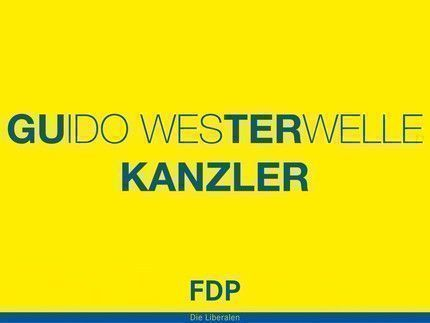 GUIDO WESTERWELLE
KANZLER
FDP
Die Liberalen